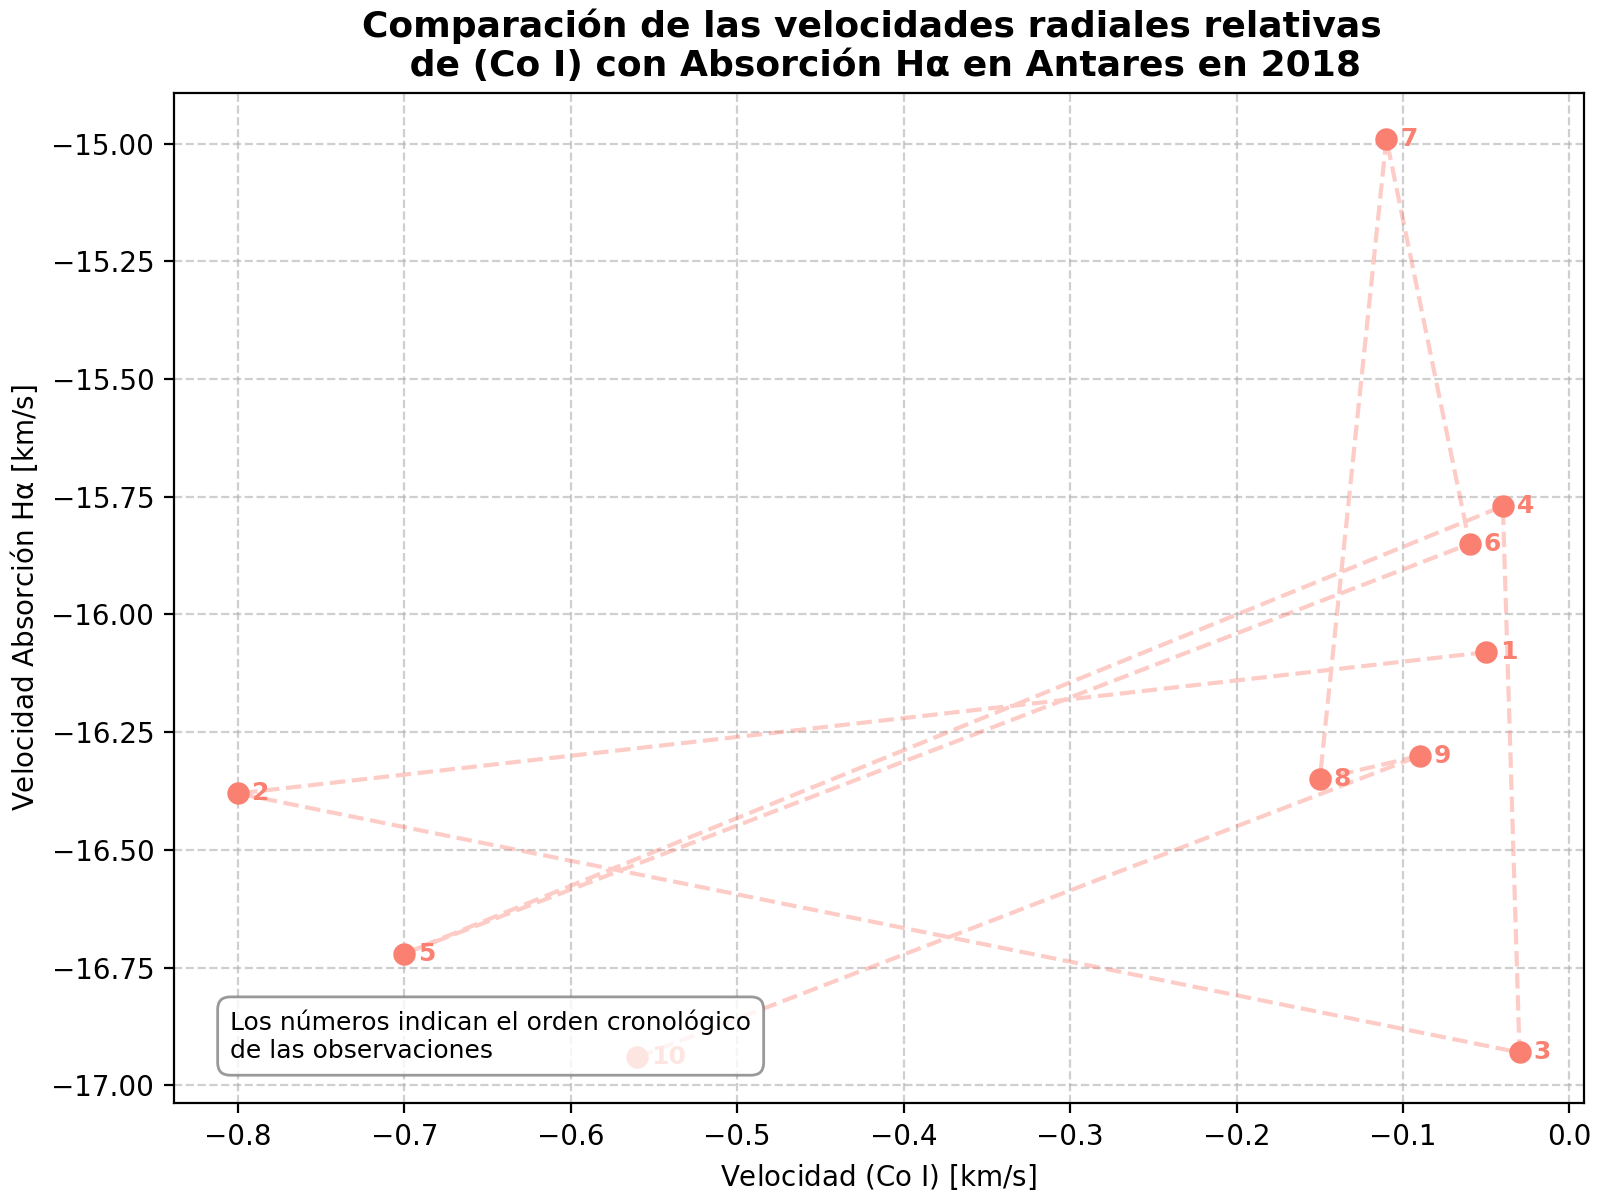 Comparación de las velocidades radiales relativas
de (Co I) con Absorción Hα en Antares en 2018
Velocidad Absorción Hα [km/s]
−15.00
−15.25
−15.50
−15.75
−16.00
−16.25
−16.50
−16.75
−17.00
7
4
6
1
9
8
2
5
3
10
Los números indican el orden cronológico
de las observaciones
−0.8 −0.7 −0.6 −0.5 −0.4 −0.3 −0.2 −0.1 0.0
Velocidad (Co I) [km/s]